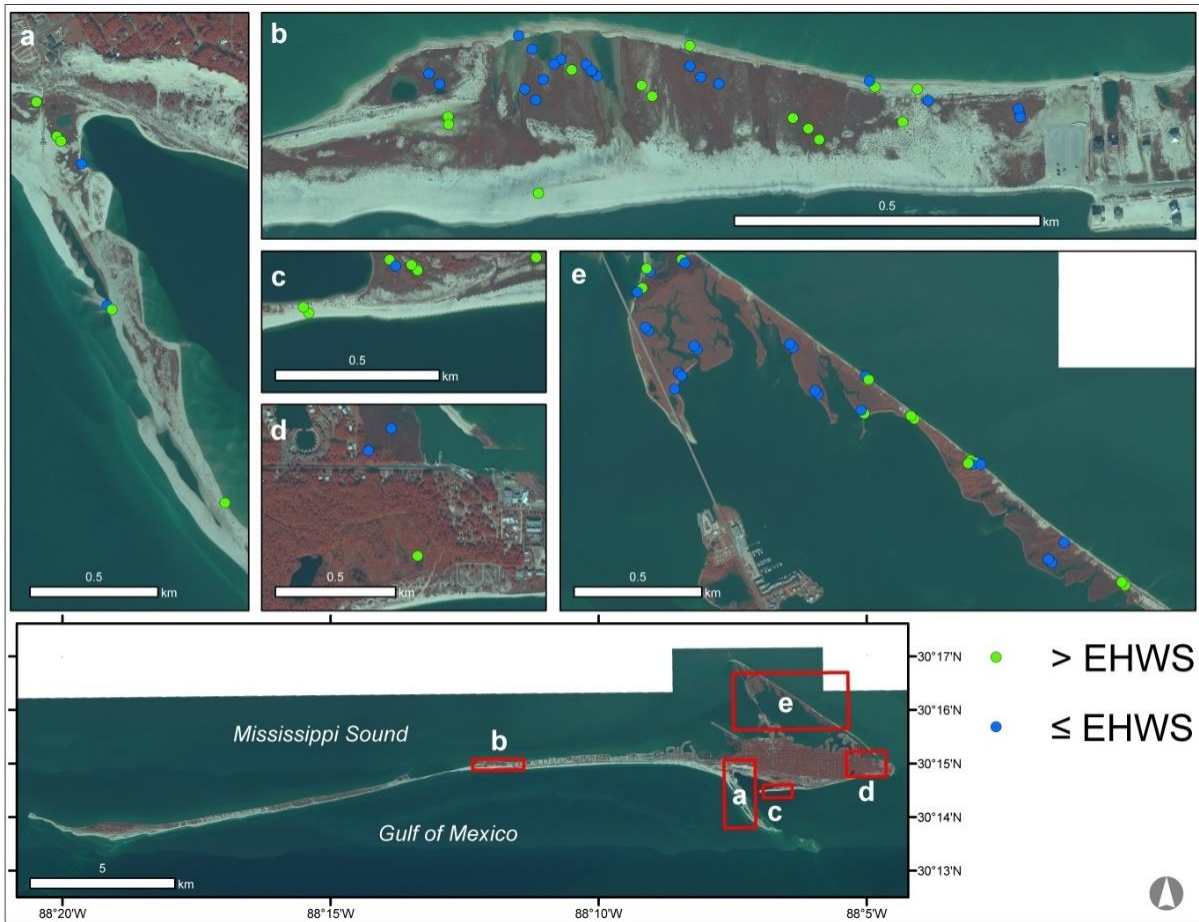 a
0.5
km
b
0.5
km
c
0.5
km
d
0.5
km
e
0.5
km
Mississippi Sound
Gulf of Mexico
b
e
a
c
d
5
km
30°17'N
30°16'N
30°15'N
30°14'N
30°13'N
88°20'W
88°15'W
88°10'W
88°5'W
> EHWS
≤ EHWS